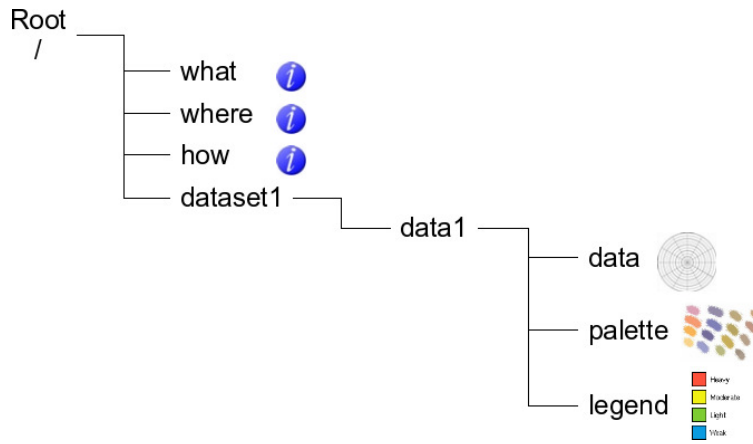 Root
/
what i
where i
how i
dataset1
data1
data
palette
legend
Heavy
Moderate
Light
Weak